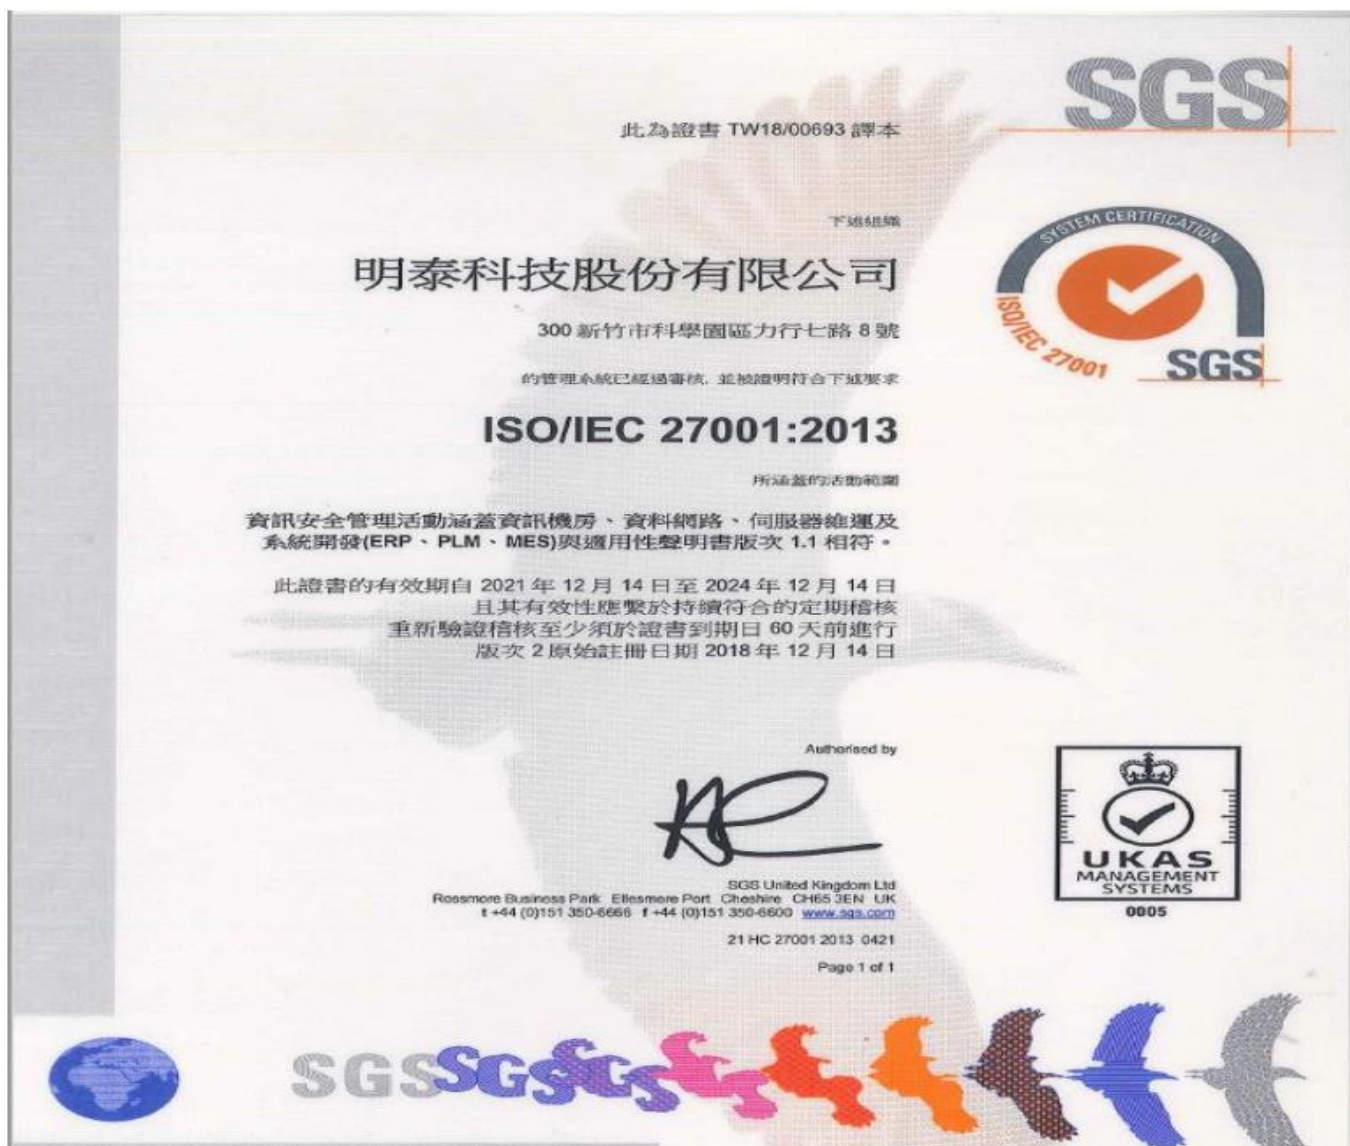 SGS
此為證書 TW18/00693 譯本
下述組織
明泰科技股份有限公司
300 新竹市科學園區力行七路 8 號
的管理系統已經過審核, 並被證明符合下述要求
ISO/IEC 27001:2013
所涵蓋的活動範圍
資訊安全管理活動涵蓋資訊機房、資料網路、伺服器維運及
系統開發(ERP、PLM、MES)與適用性聲明書版次 1.1 相符。
此證書的有效期自 2021 年 12 月 14 日至 2024 年 12 月 14 日
且其有效性應繫於持續符合的定期稽核
重新驗證稽核至少須於證書到期日 60 天前進行
版次 2 原始註冊日期 2018 年 12 月 14 日
SYSTEM CERTIFICATION
ISO/IEC 27001
SGS
Authorised by
SGS United Kingdom Ltd
Rossmore Business Park Ellesmere Port Cheshire CH65 3EN UK
t +44 (0)151 350-6666 f +44 (0)151 350-6600 www.sgs.com
21 HC 27001 2013 0421
Page 1 of 1
UKAS
MANAGEMENT
SYSTEMS
0005
SGSSGSSGS